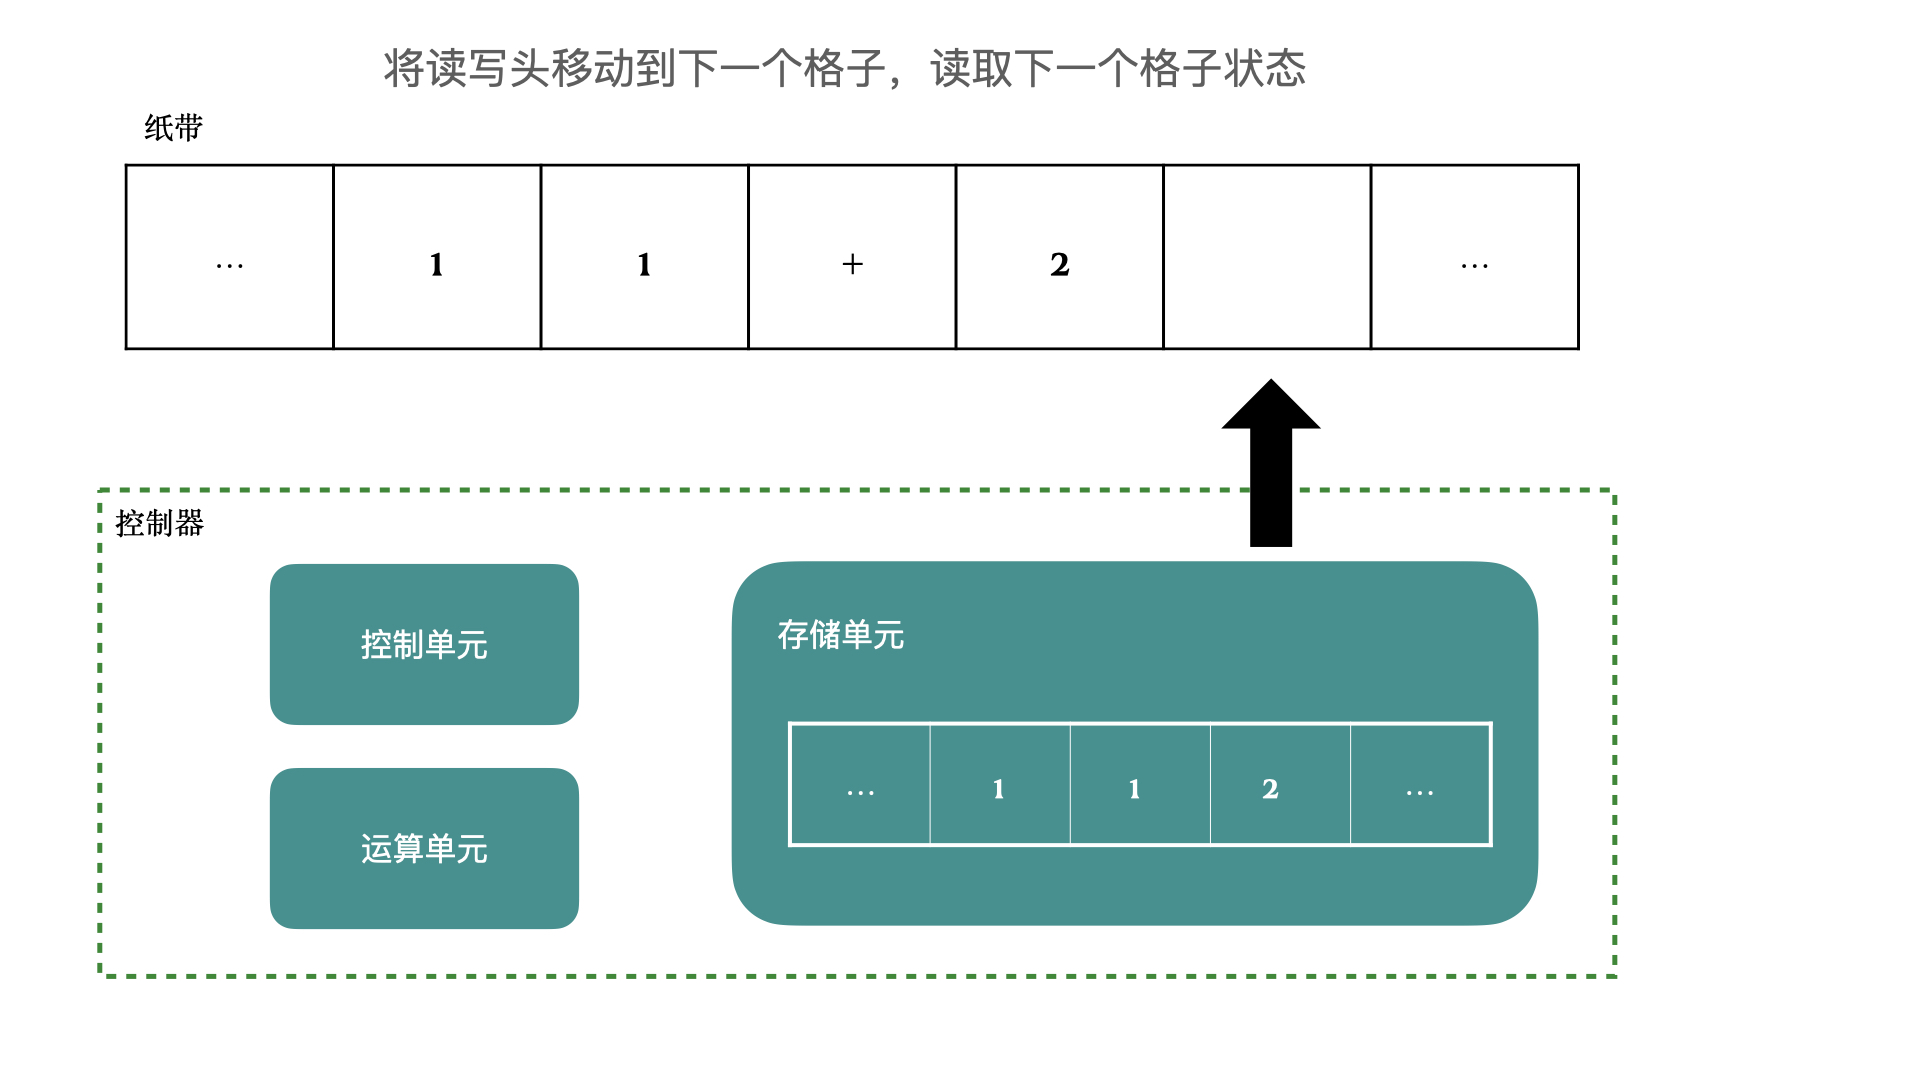 将读写头移动到下一个格子，读取下一个格子状态
纸带
… 1 1 + 2 …
控制器
控制单元
存储单元
… 1 1 2 …
运算单元